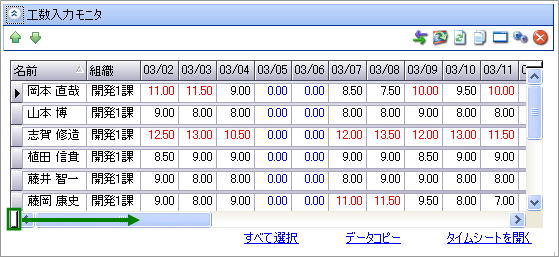 工数入力モニタ
名前 組織 03/02 03/03 03/04 03/05 03/06 03/07 03/08 03/09 03/10 03/11
岡本 直哉 開発1課 11.00 11.50 9.00 0.00 0.00 8.50 7.50 10.00 9.50 10.00
山本 博 開発1課 9.00 8.00 8.00 0.00 0.00 9.00 8.00 9.00 8.00 8.00
志賀 修造 開発1課 12.50 13.00 10.50 0.00 0.00 12.00 13.50 12.00 13.00 11.50
植田 信貴 開発1課 8.50 9.00 9.00 0.00 0.00 9.00 9.00 8.50 9.00 9.00
藤井 智一 開発1課 9.00 8.00 9.00 0.00 0.00 8.00 9.00 9.00 8.00 8.00
藤岡 康史 開発1課 9.00 8.00 9.00 0.00 0.00 11.00 11.50 9.50 8.00 7.00
すべて選択 データコピー タイムシートを開く